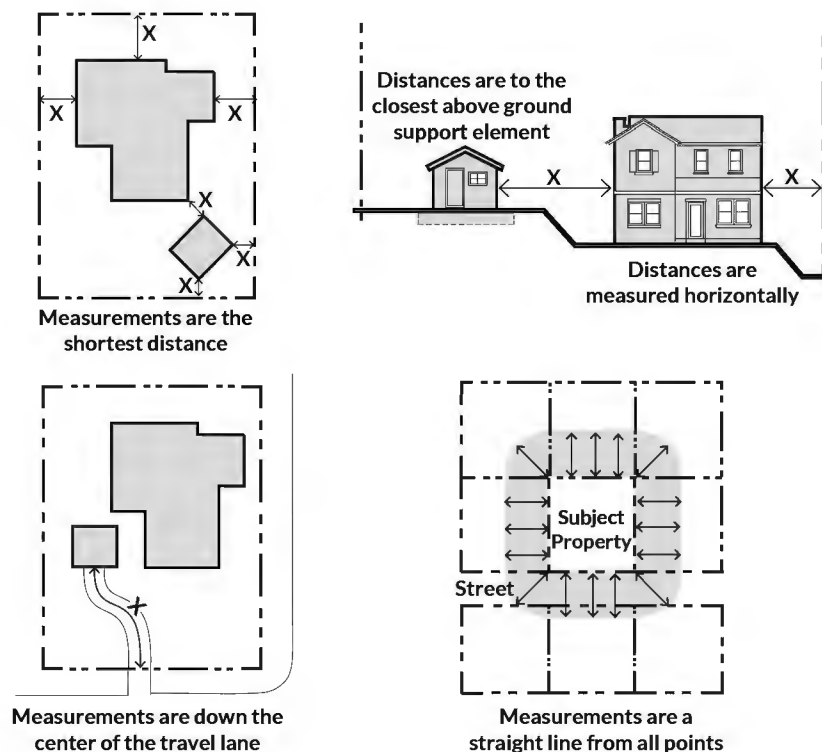 X
X
X
X
X
X
Measurements are the
shortest distance
Distances are to the
closest above ground
support element
X
X
Distances are
measured horizontally
X
Measurements are down the
center of the travel lane
Subject
Property
Street
Measurements are a
straight line from all points